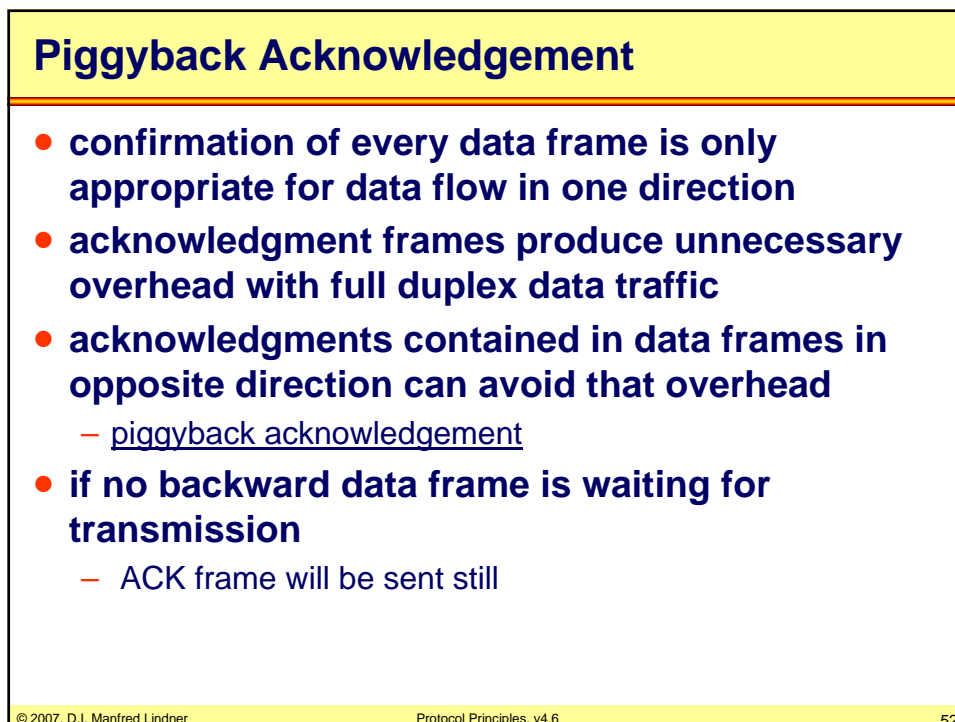 Piggyback Acknowledgement
• confirmation of every data frame is only
appropriate for data flow in one direction
• acknowledgment frames produce unnecessary
overhead with full duplex data traffic
• acknowledgments contained in data frames in
opposite direction can avoid that overhead
– piggyback acknowledgement
• if no backward data frame is waiting for
transmission
– ACK frame will be sent still
© 2007, D.I. Manfred Lindner Protocol Principles, v4.6 52